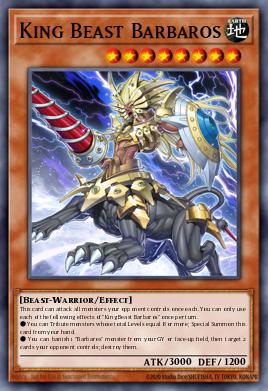 KING BEAST BARBAROS
EARTH
地
[BEAST-WARRIOR/EFFECT]
This card can attack all monsters your opponent controls once each. You can only use
each of the following effects of "King Beast Barbaros" once per turn.
●You can Tribute monsters whose total Levels equal 8 or more; Special Summon this
card from your hand.
●You can banish 1 "Barbaros" monster from your GY or face-up field, then target 2
cards your opponent controls; destroy them.
ATK/3000 DEF/1200
©2020 Studio Dice/SHUEISHA, TV TOKYO, KONAMI